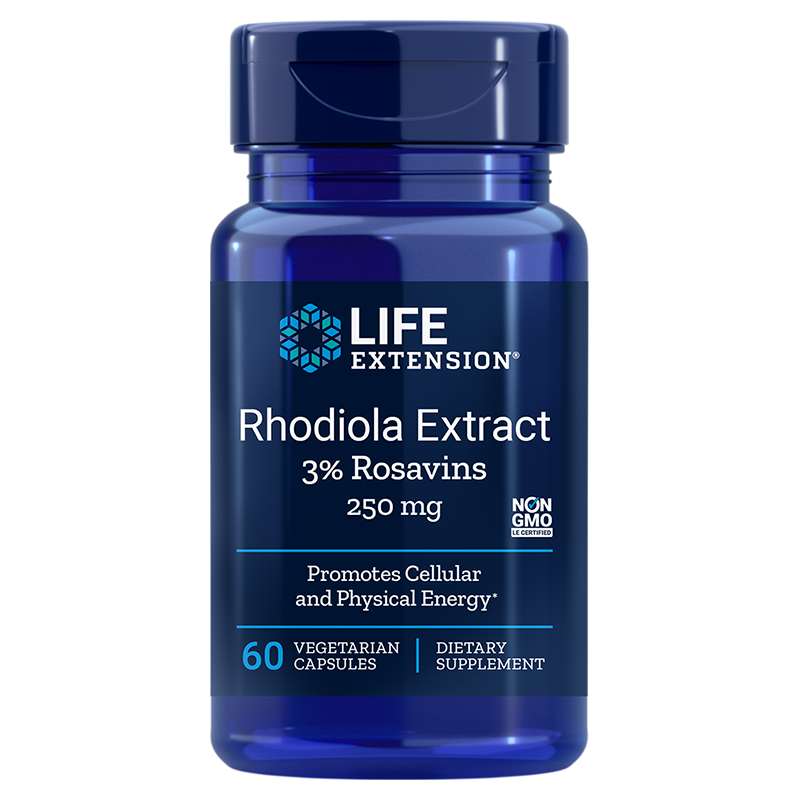 LIFE
EXTENSION®
Rhodiola Extract
3% Rosavins
250 mg
NON
GMO
LE CERTIFIED
Promotes Cellular
and Physical Energy*
60 VEGETARIAN CAPSULES
DIETARY SUPPLEMENT